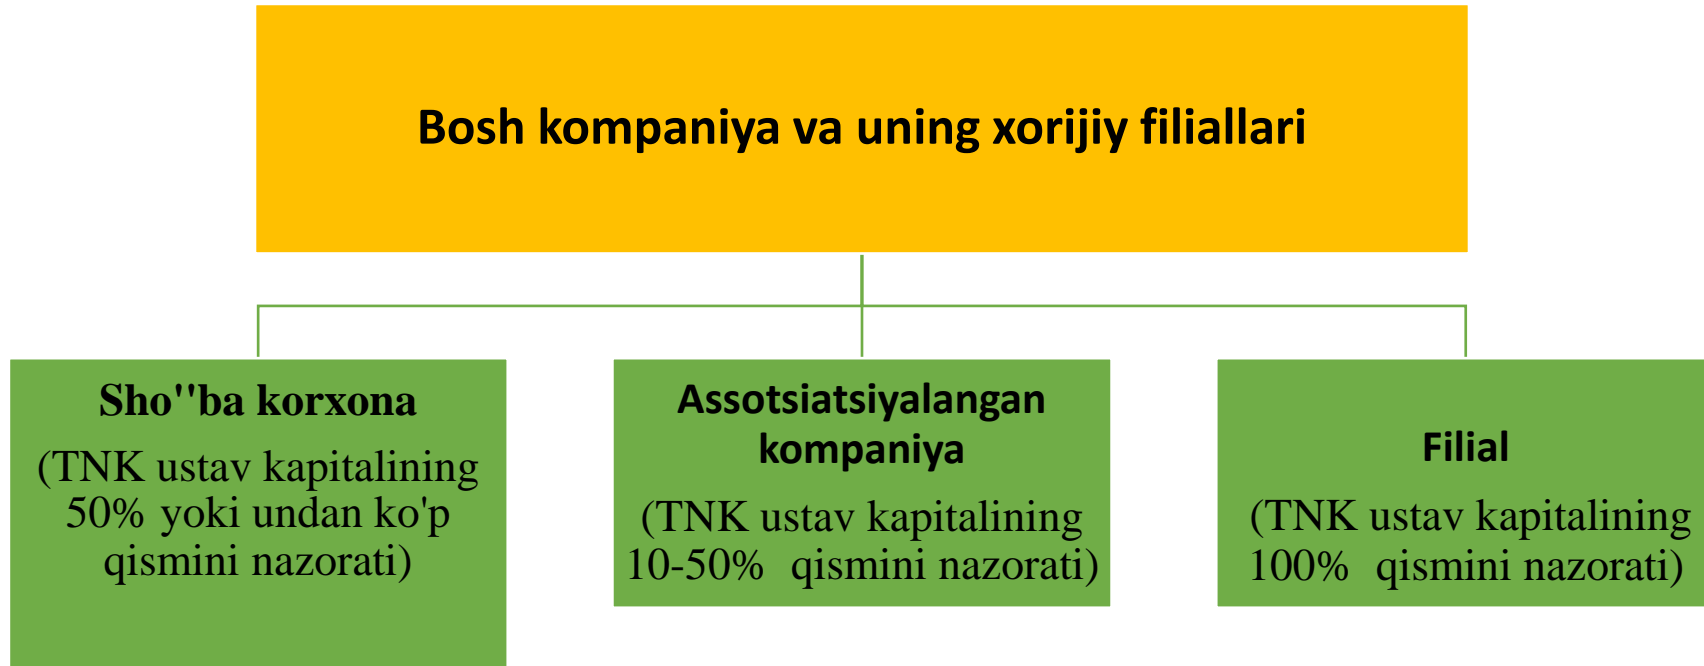 Bosh kompaniya va uning xorijiy filiallari
Sho''ba korxona
(TNK ustav kapitalining
50% yoki undan ko'p
qismini nazorati)
Assotsiatsiyalangan
kompaniya
(TNK ustav kapitalining
10-50% qismini nazorati)
Filial
(TNK ustav kapitalining
100% qismini nazorati)